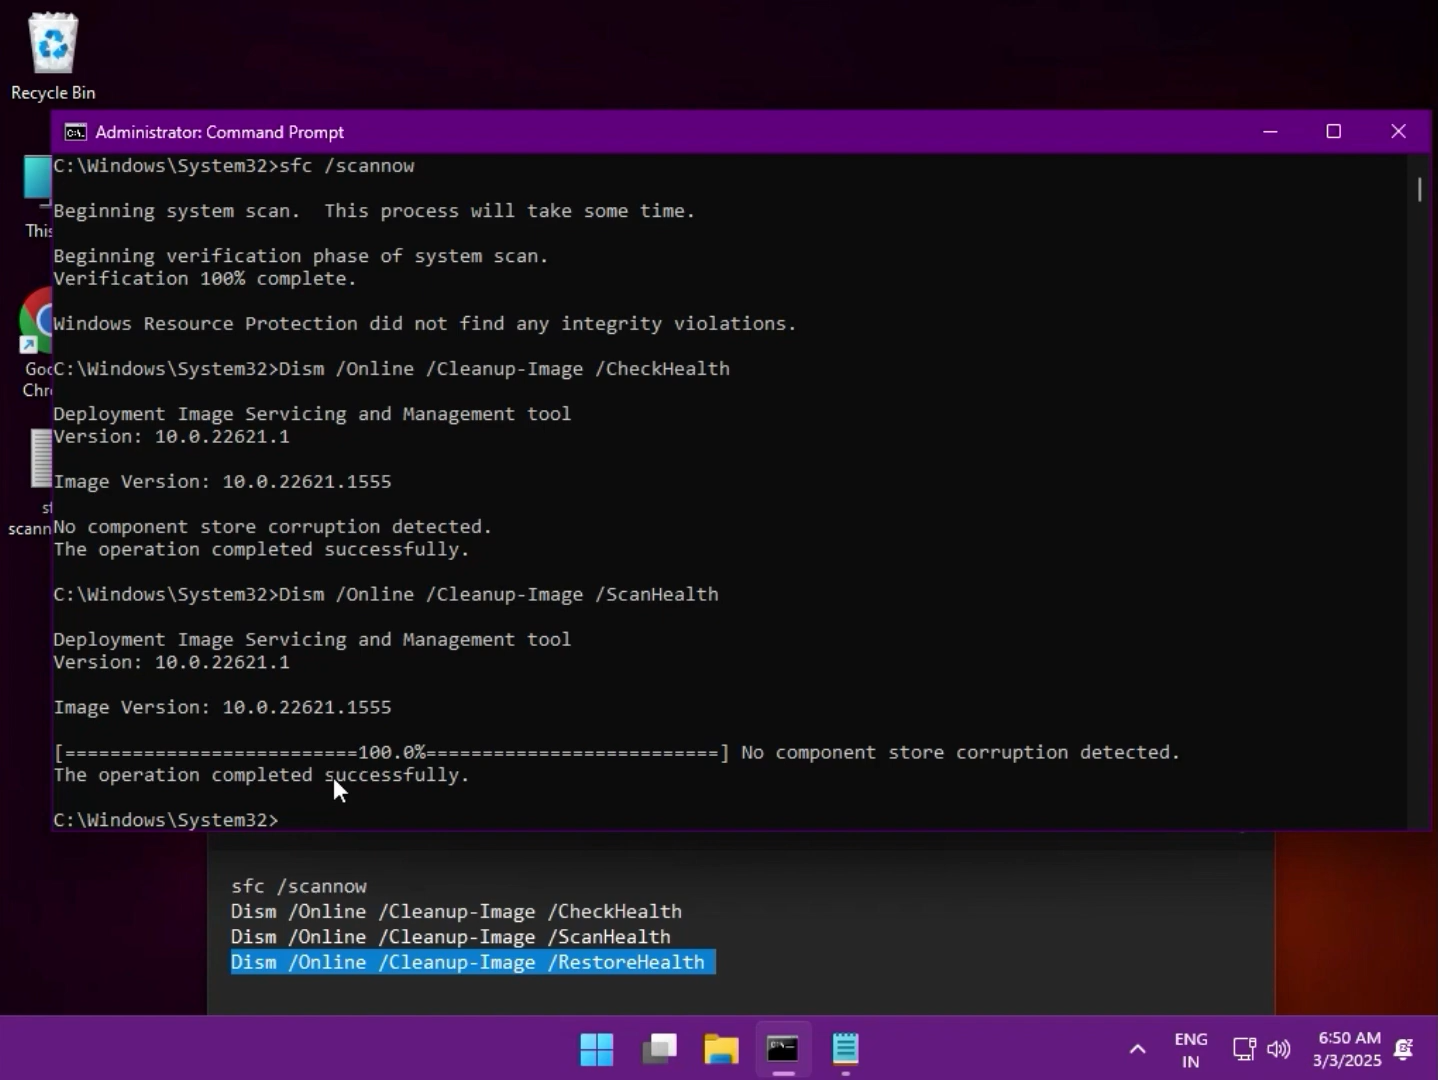 Recycle Bin
Administrator: Command Prompt
C:\Windows\System32>sfc /scannow
Beginning system scan.  This process will take some time.
Beginning verification phase of system scan.
Verification 100% complete.
Windows Resource Protection did not find any integrity violations.
C:\Windows\System32>Dism /Online /Cleanup-Image /CheckHealth
Deployment Image Servicing and Management tool
Version: 10.0.22621.1
Image Version: 10.0.22621.1555
No component store corruption detected.
The operation completed successfully.
C:\Windows\System32>Dism /Online /Cleanup-Image /ScanHealth
Deployment Image Servicing and Management tool
Version: 10.0.22621.1
Image Version: 10.0.22621.1555
[==========================100.0%==========================] No component store corruption detected.
The operation completed successfully.
C:\Windows\System32>
This
Goo
Chr
scann
sfc /scannow
Dism /Online /Cleanup-Image /CheckHealth
Dism /Online /Cleanup-Image /ScanHealth
Dism /Online /Cleanup-Image /RestoreHealth
ENG
IN
6:50 AM
3/3/2025